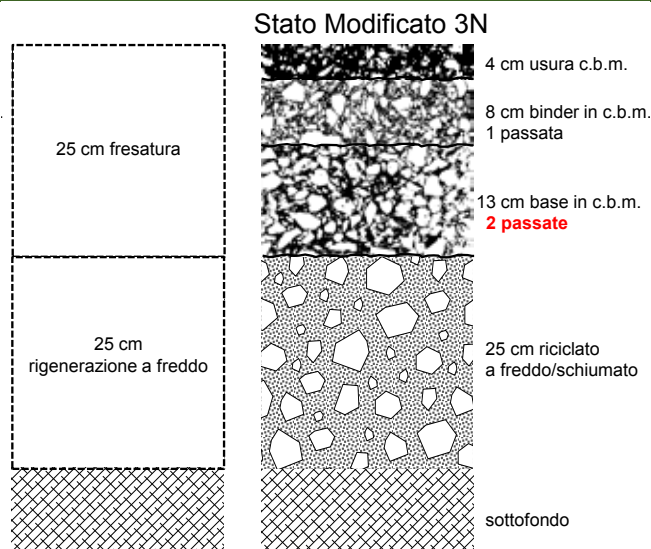 Stato Modificato 3N
25 cm fresatura
25 cm
rigenerazione a freddo
4 cm usura c.b.m.
8 cm binder in c.b.m.
1 passata
13 cm base in c.b.m.
2 passate
25 cm riciclato
a freddo/schiumato
sottofondo